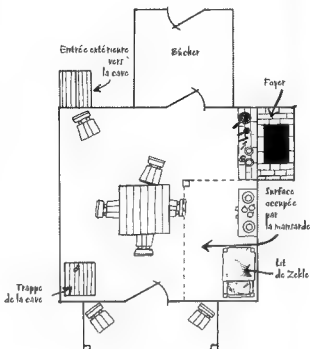 Entrée extérieure
vers
la cave
Bûcher
Foyer
Surface
occupée
par
la mansarde
Lit
de Zekle
Trappe
de la cave